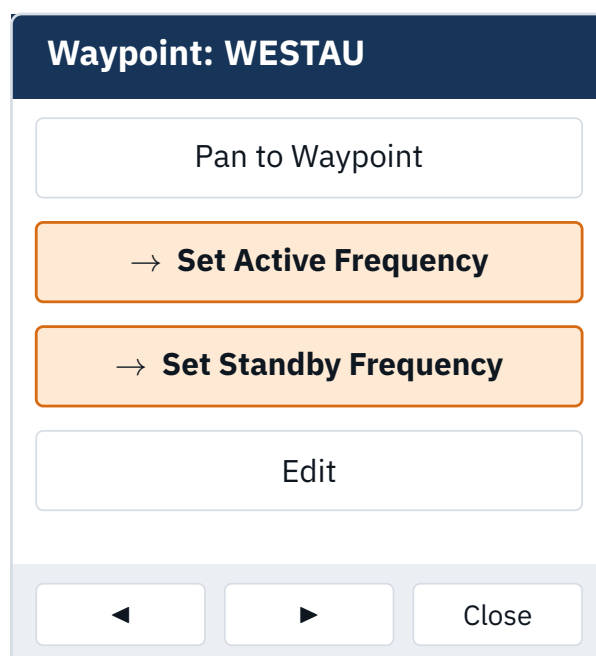 Waypoint: WESTAU
Pan to Waypoint
→ Set Active Frequency
→ Set Standby Frequency
Edit
◄ ► Close